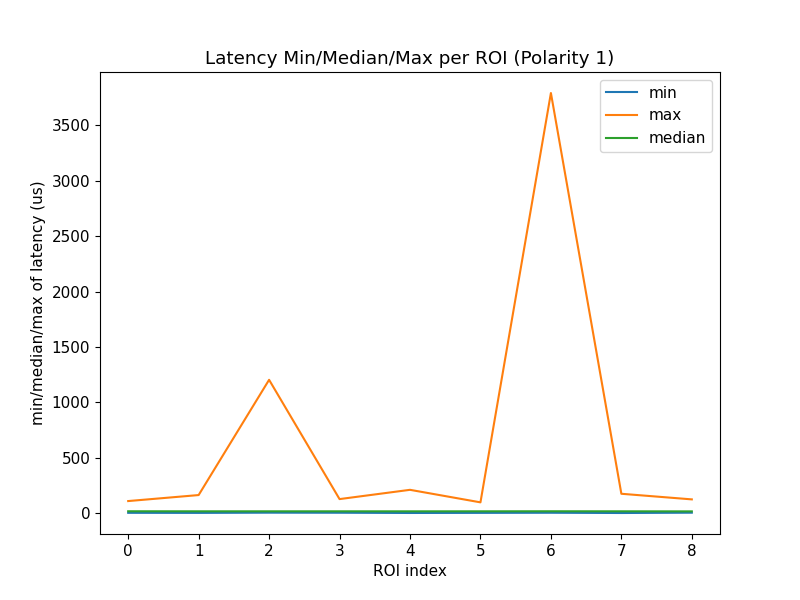 Latency Min/Median/Max per ROI (Polarity 1)
min
max
median
min/median/max of latency (us)
3500
3000
2500
2000
1500
1000
500
0
0 1 2 3 4 5 6 7 8
ROI index